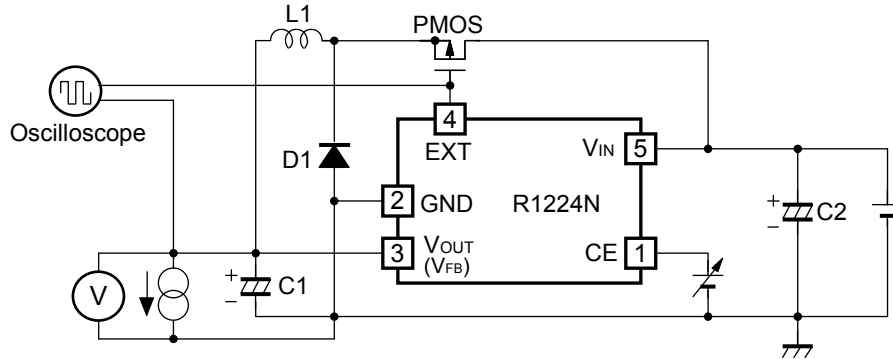 L1
PMOS
Oscilloscope
4
EXT
D1
VIN
5
2
GND
R1224N
+
C2
−
3
VOUT
(VFB)
CE
1
V
+
C1
−